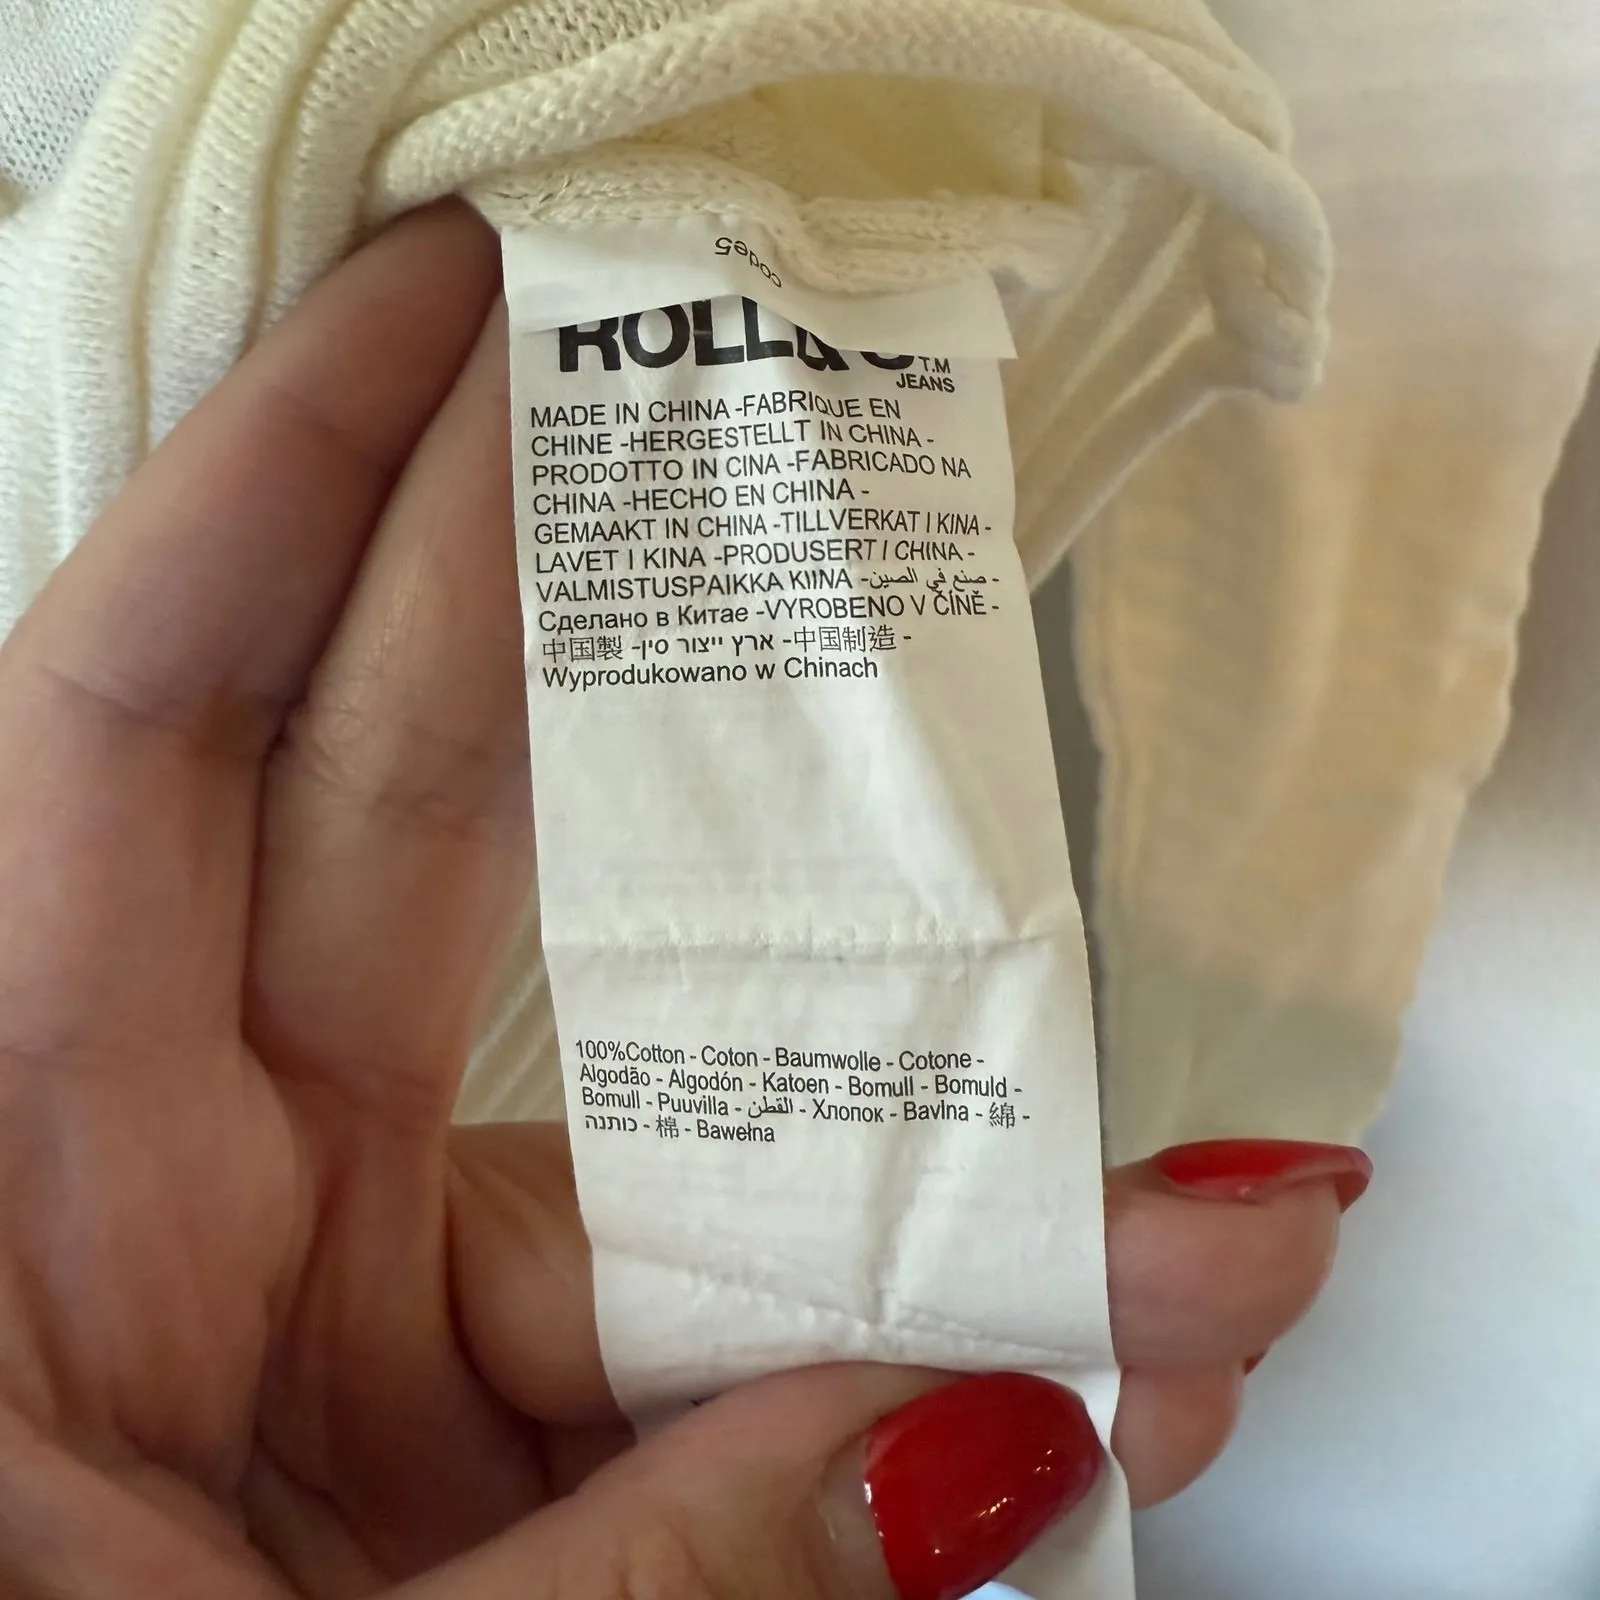 code5
T.M
JEANS
MADE IN CHINA -FABRIQUE EN
CHINE -HERGESTELLT IN CHINA -
PRODOTTO IN CINA -FABRICADO NA
CHINA -HECHO EN CHINA -
GEMAAKT IN CHINA -TILLVERKAT I KINA -
LAVET I KINA -PRODUSERT I CHINA -
VALMISTUSPAIKKA KIINA -صنع في الصين -
Сделано в Китае -VYROBENO V ČÍNĚ -
中国製 -ארץ ייצור סין -中国制造 -
Wyprodukowano w Chinach
100%Cotton - Coton - Baumwolle - Cotone -
Algodão - Algodón - Katoen - Bomull - Bomuld -
Bomull - Puuvilla - القطن - Хлопок - Bavlna - 綿 -
כותנה - 棉 - Bawełna